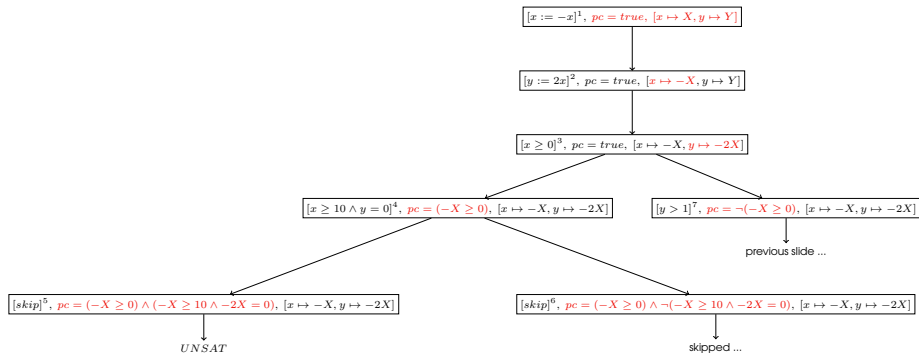 [x := −x]¹, pc = true, [x ↦ X, y ↦ Y]
[y := 2x]², pc = true, [x ↦ −X, y ↦ Y]
[x ≥ 0]³, pc = true, [x ↦ −X, y ↦ −2X]
[x ≥ 10 ∧ y = 0]⁴, pc = (−X ≥ 0), [x ↦ −X, y ↦ −2X]
[y > 1]⁷, pc = ¬(−X ≥ 0), [x ↦ −X, y ↦ −2X]
previous slide ...
[skip]⁵, pc = (−X ≥ 0) ∧ (−X ≥ 10 ∧ −2X = 0), [x ↦ −X, y ↦ −2X]
[skip]⁶, pc = (−X ≥ 0) ∧ ¬(−X ≥ 10 ∧ −2X = 0), [x ↦ −X, y ↦ −2X]
UNSAT
skipped ...